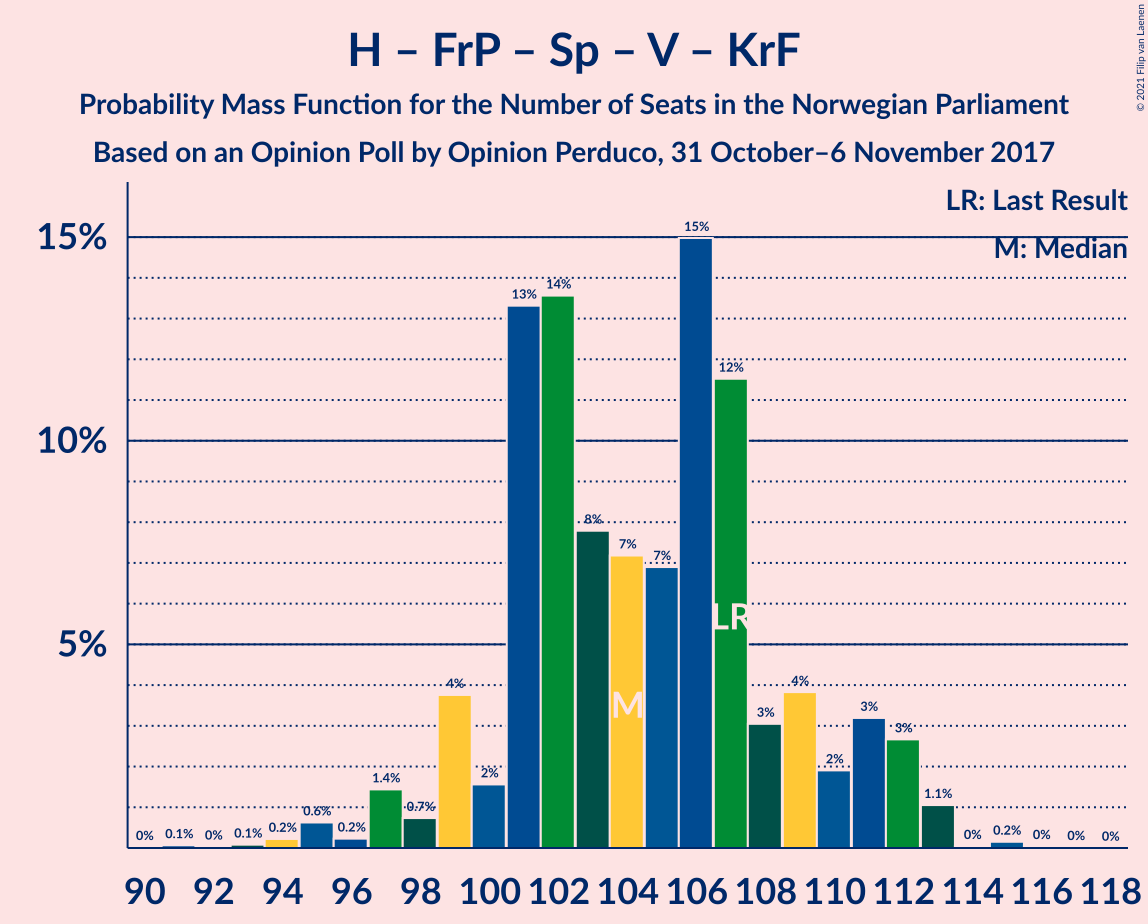 H – FrP – Sp – V – KrF
Probability Mass Function for the Number of Seats in the Norwegian Parliament
Based on an Opinion Poll by Opinion Perduco, 31 October–6 November 2017
© 2021 Filip van Laenen
LR: Last Result
M: Median
15%
10%
5%
0% 0.1% 0% 0.1% 0.2% 0.6% 0.2% 1.4% 0.7% 4% 2% 13% 14% 8% 7% 7% 15% 12% 3% 4% 2% 3% 3% 1.1% 0% 0.2% 0% 0% 0%
LR
M
90 92 94 96 98 100 102 104 106 108 110 112 114 116 118